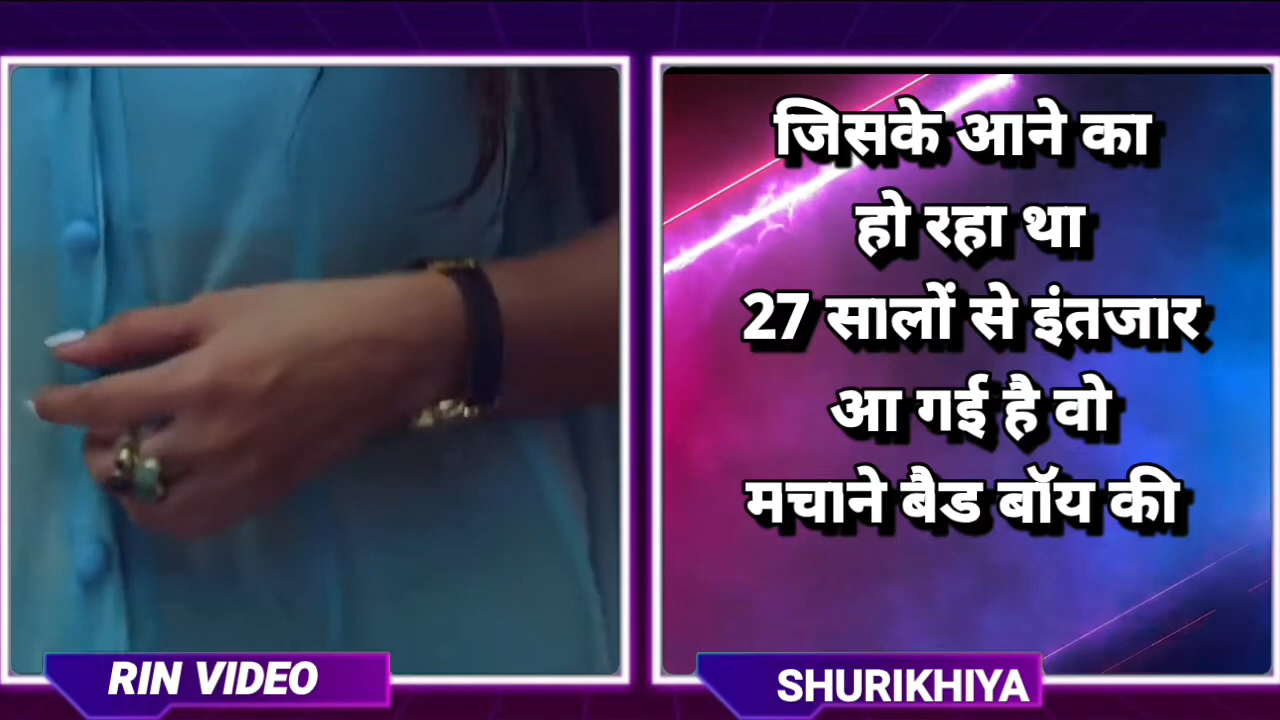 जिसके आने का
हो रहा था
27 सालों से इंतजार
आ गई है वो
मचाने बैड बॉय की
RIN VIDEO
SHURIKHIYA